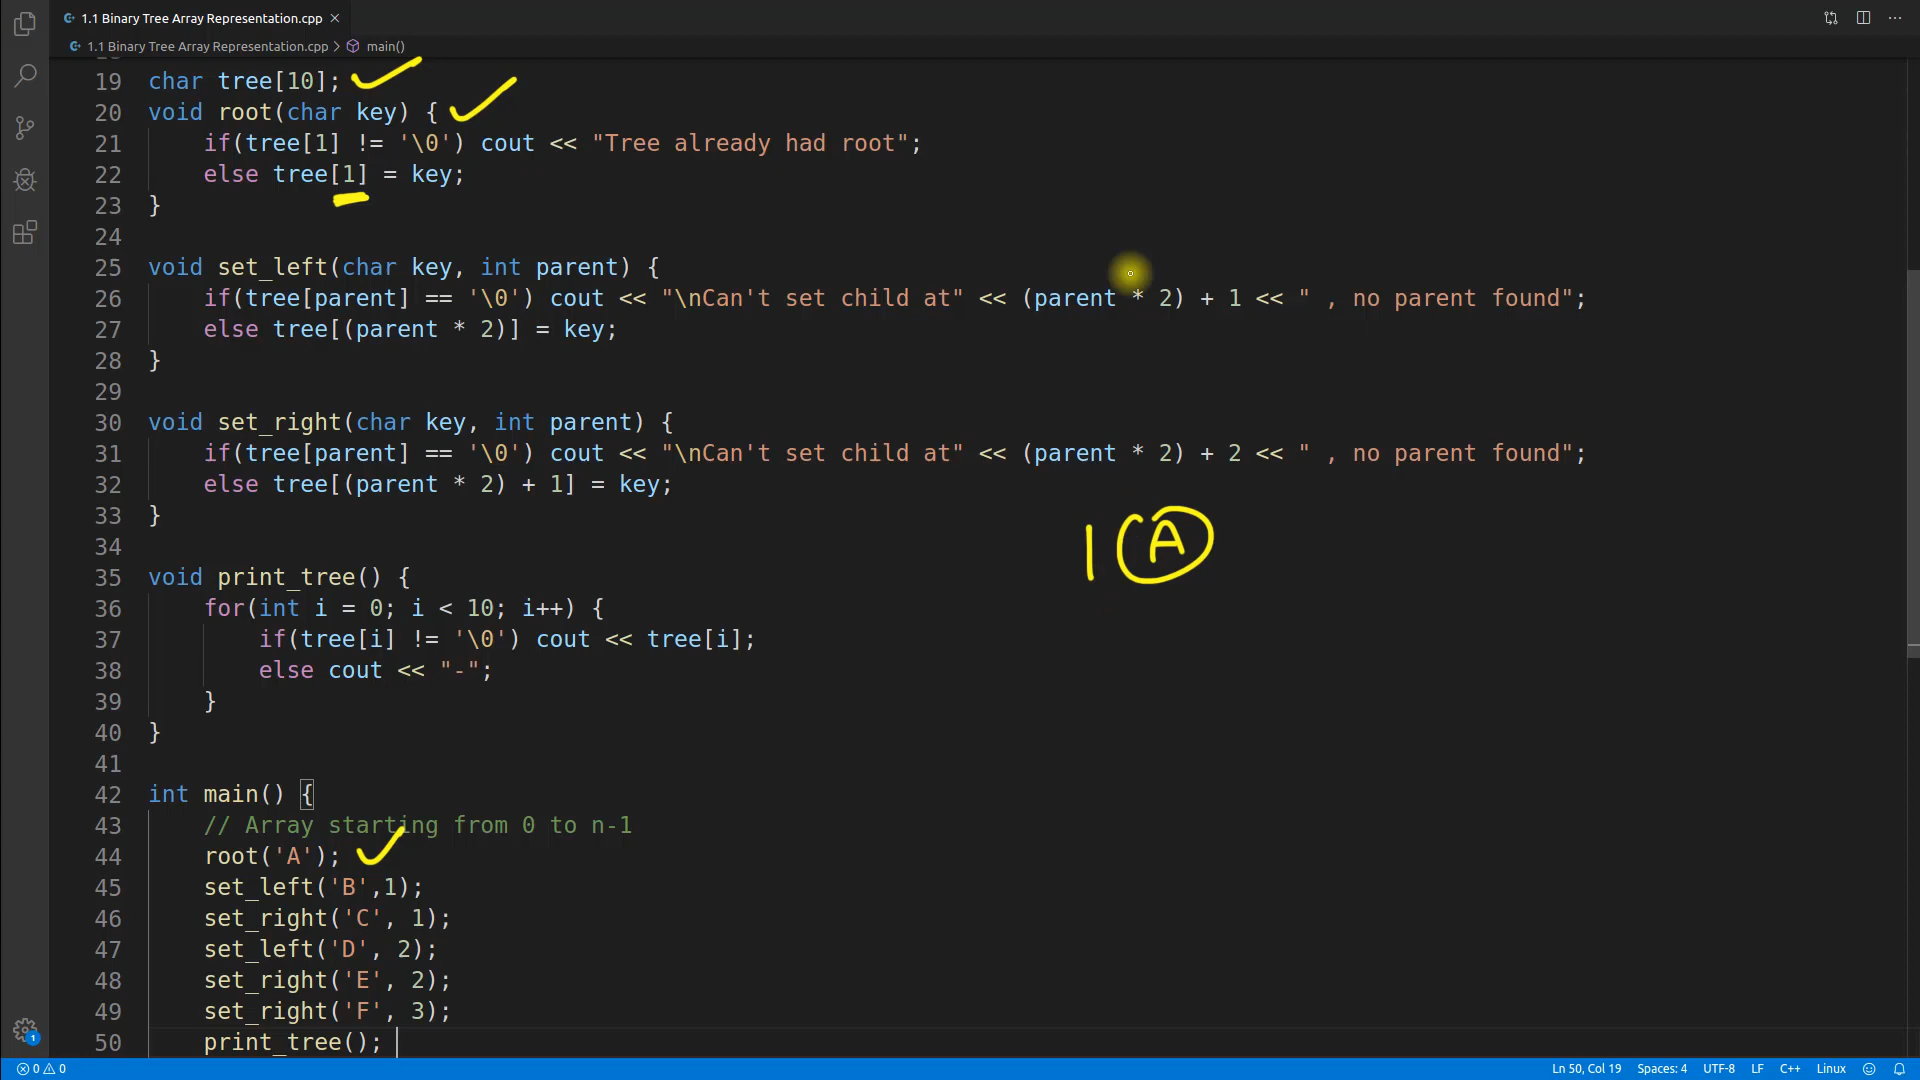 1.1 Binary Tree Array Representation.cpp
1.1 Binary Tree Array Representation.cpp > main()
19 char tree[10];
20 void root(char key) {
21 if(tree[1] != '\0') cout << "Tree already had root";
22 else tree[1] = key;
23 }
24
25 void set_left(char key, int parent) {
26 if(tree[parent] == '\0') cout << "\nCan't set child at" << (parent * 2) + 1 << " , no parent found";
27 else tree[(parent * 2)] = key;
28 }
29
30 void set_right(char key, int parent) {
31 if(tree[parent] == '\0') cout << "\nCan't set child at" << (parent * 2) + 2 << " , no parent found";
32 else tree[(parent * 2) + 1] = key;
33 }
1 A
34
35 void print_tree() {
36 for(int i = 0; i < 10; i++) {
37 if(tree[i] != '\0') cout << tree[i];
38 else cout << "-";
39 }
40 }
41
42 int main() {
43 // Array starting from 0 to n-1
44 root('A');
45 set_left('B',1);
46 set_right('C', 1);
47 set_left('D', 2);
48 set_right('E', 2);
49 set_right('F', 3);
50 print_tree();
1
0 0 Ln 50, Col 19 Spaces: 4 UTF-8 LF C++ Linux